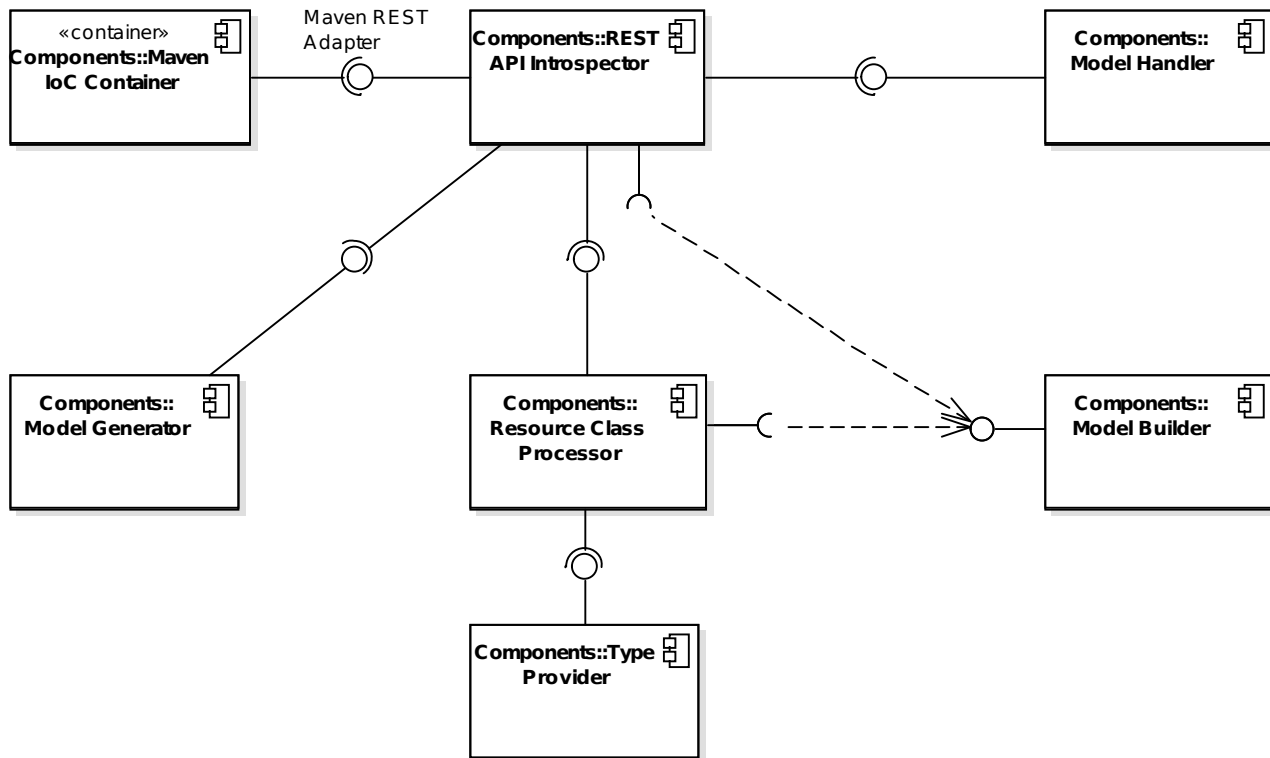 «container»
Components::Maven
IoC Container
Maven REST
Adapter
Components::REST
API Introspector
Components::
Model Handler
Components::
Model Generator
Components::
Resource Class
Processor
Components::
Model Builder
Components::Type
Provider